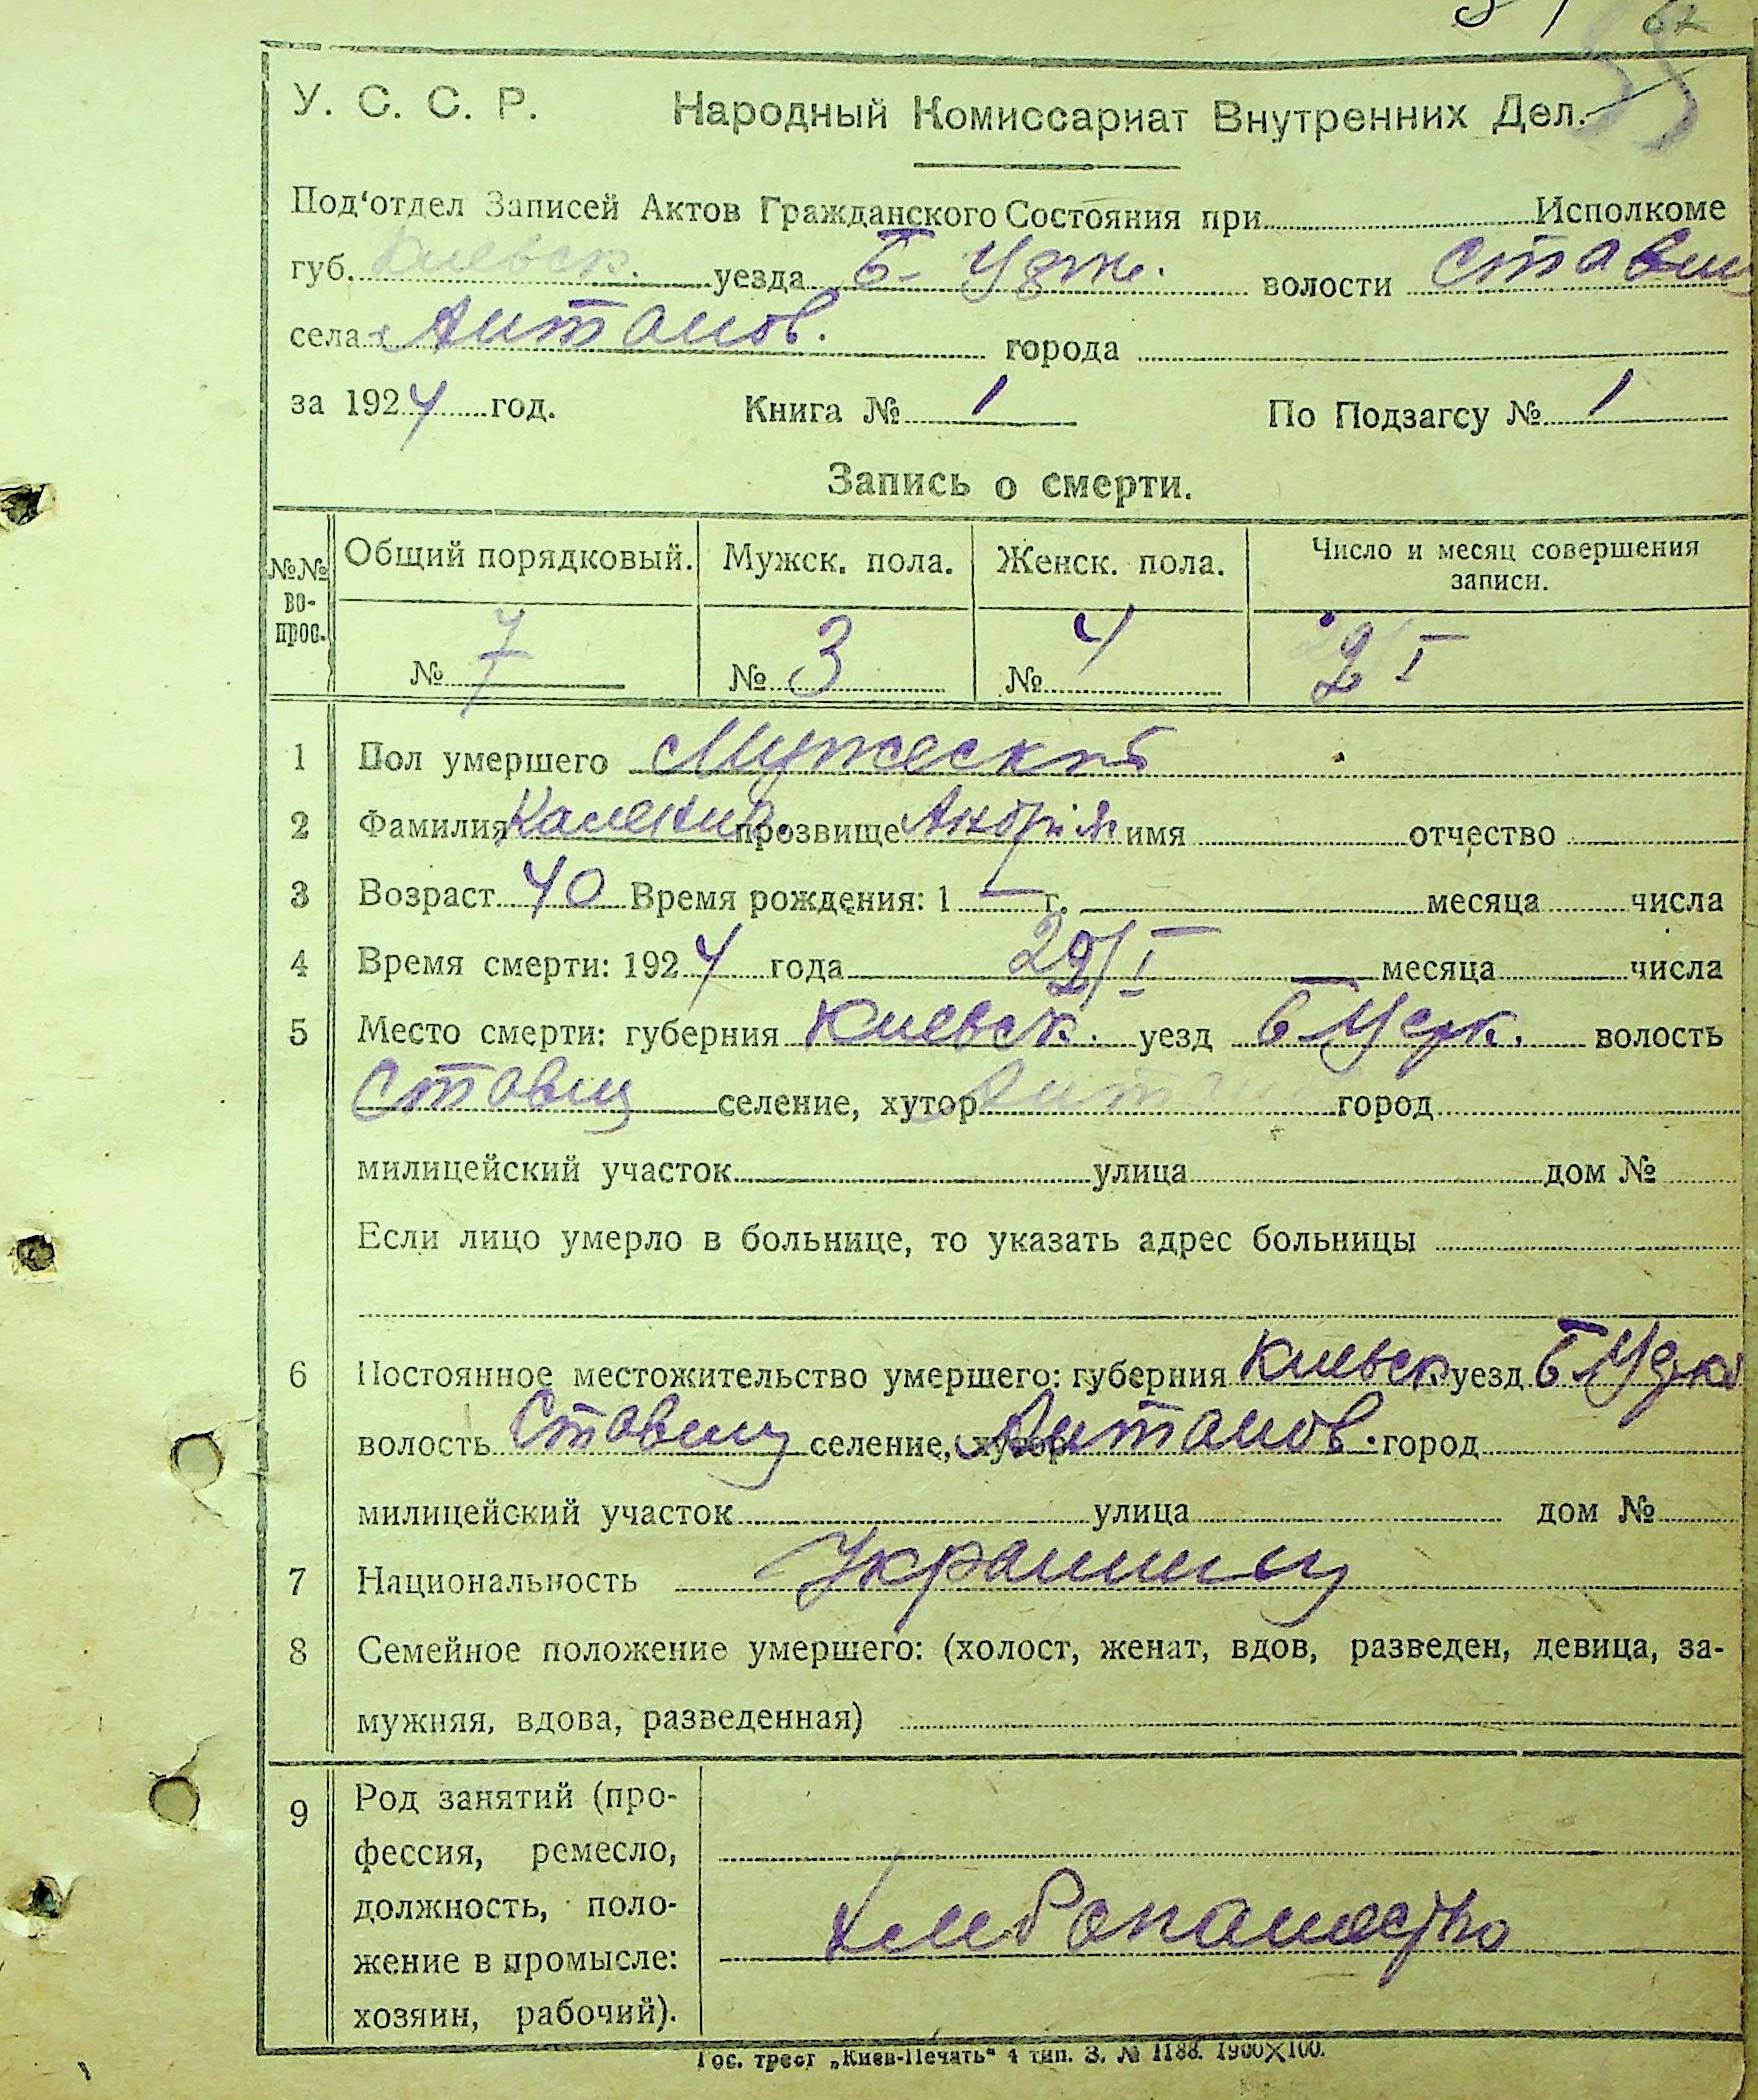 У. С. С. Р. Народный Комиссариат Внутренних Дел.
Под'отдел Записей Актов Гражданского Состояния при Исполкоме
губ. Киевск. уезда Б- волости Ставищ
села Антонов. города
за 1924 год. Книга № 1 По Подзагсу № 1
Запись о смерти.
№№ во-прос. Общий порядковый. Мужск. пола. Женск. пола. Число и месяц совершения записи.
№ 7 № 3 № 4 29/I
1 Пол умершего Мужеский
2 Фамилия прозвище Андрій имя отчество
3 Возраст 40 Время рождения: 1 г. месяца числа
4 Время смерти: 1924 года 29/I месяца числа
5 Место смерти: губерния Киевск. уезд Б Церк. волость
Ставищ селение, хутор город
милицейский участок улица дом №
Если лицо умерло в больнице, то указать адрес больницы
6 Постоянное местожительство умершего: губерния Киевск уезд Б Церк
волость Ставищ селение, хутор Антонов. город
милицейский участок улица дом №
7 Национальность Украинец
8 Семейное положение умершего: (холост, женат, вдов, разведен, девица, за-
мужняя, вдова, разведенная)
9 Род занятий (про-
фессия, ремесло,
должность, поло-
жение в промысле:
хозяин, рабочий).
Хлибопашество
Гос. трест „Киев-Печать“ 4 тип. З. № 1188. 1900X100.